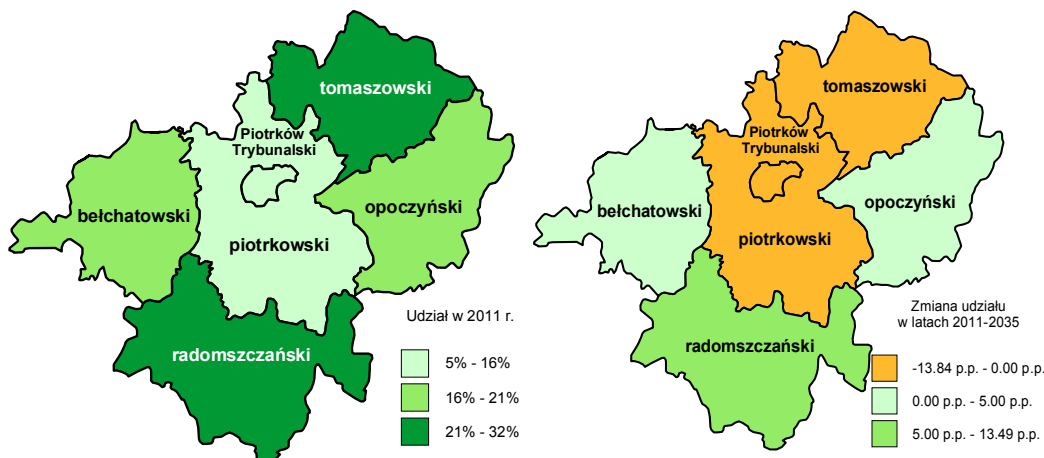 tomaszowski
Piotrków
Trybunalski
bełchatowski
opoczyński
piotrkowski
radomszczański
Udział w 2011 r.
5% - 16%
16% - 21%
21% - 32%
tomaszowski
Piotrków
Trybunalski
bełchatowski
opoczyński
piotrkowski
radomszczański
Zmiana udziału
w latach 2011-2035
-13.84 p.p. - 0.00 p.p.
0.00 p.p. - 5.00 p.p.
5.00 p.p. - 13.49 p.p.